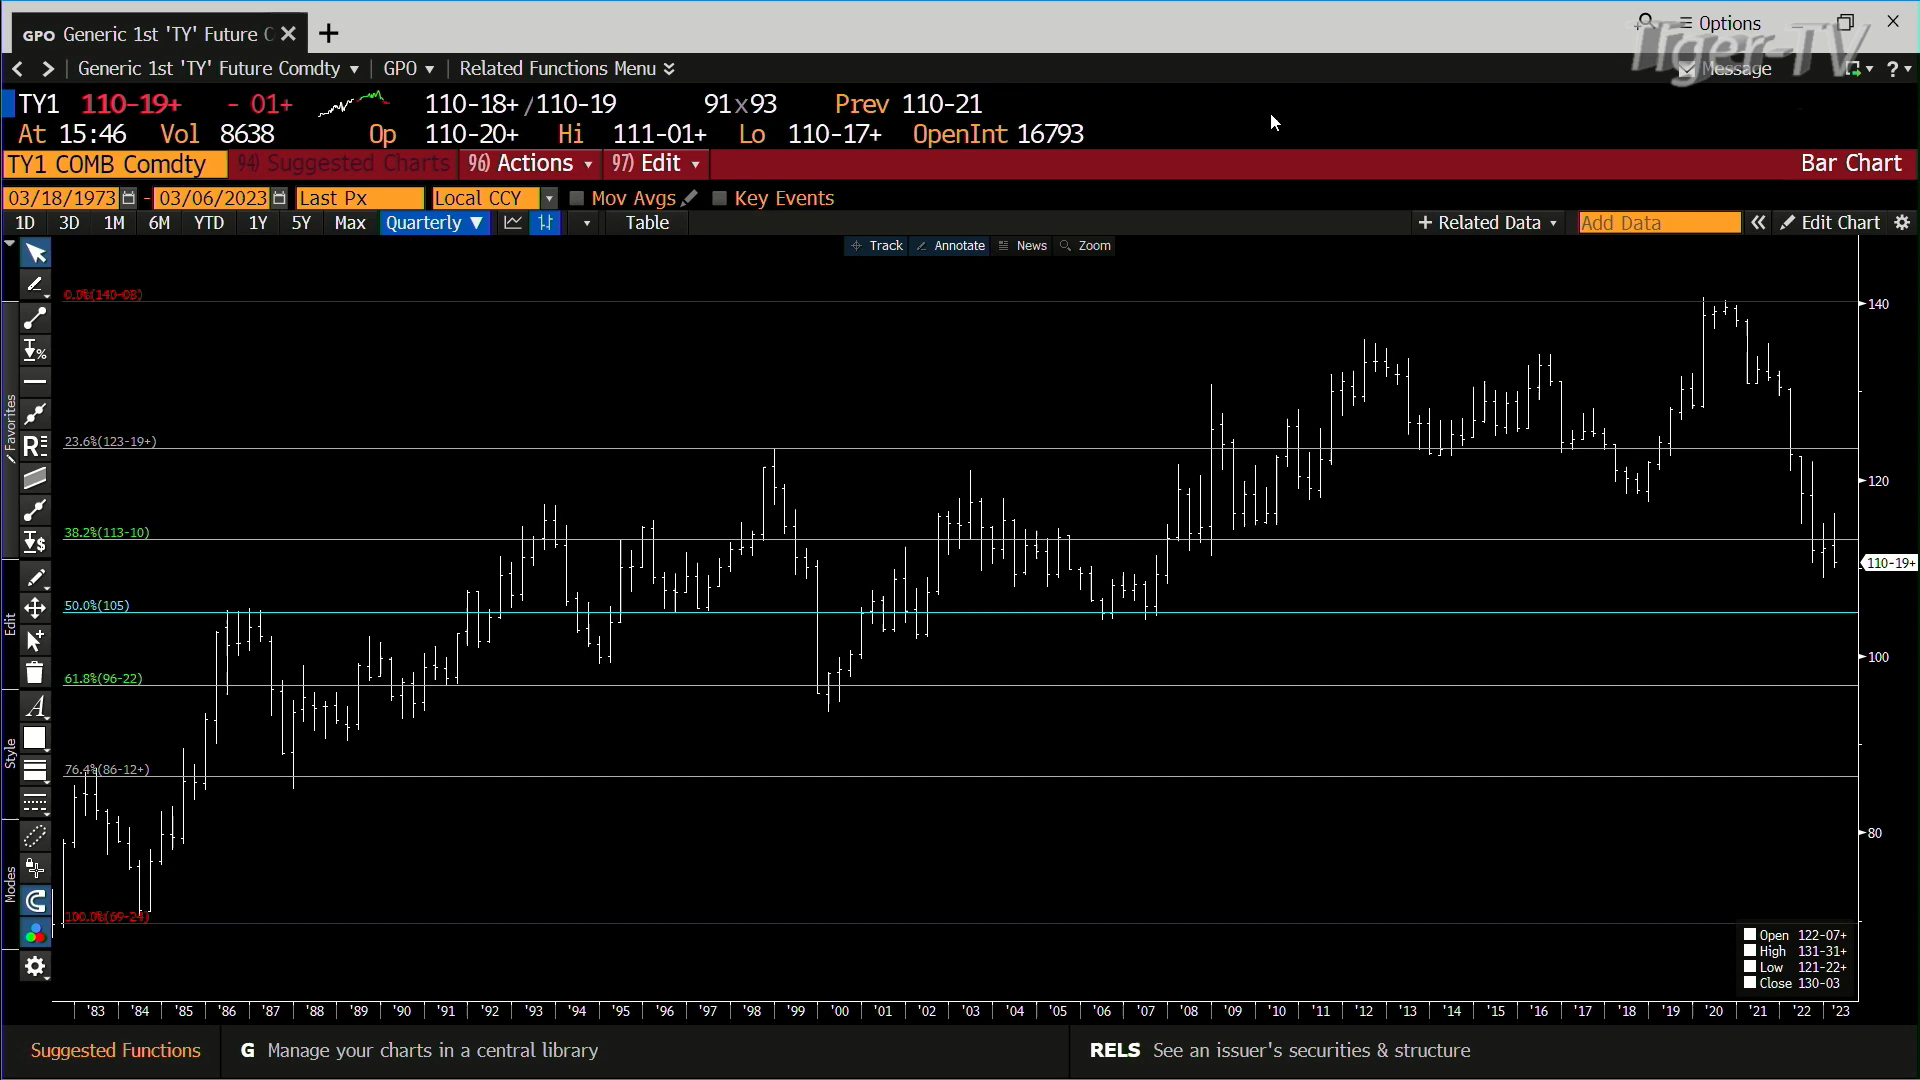 GPO Generic 1st 'TY' Future C
Options
Tiger-TV
Generic 1st 'TY' Future Comdty GPO Related Functions Menu
Message ?
TY1 110-19+ - 01+ 110-18+/110-19 91x93 Prev 110-21
At 15:46 Vol 8638 Op 110-20+ Hi 111-01+ Lo 110-17+ OpenInt 16793
TY1 COMB Comdty 94) Suggested Charts 96) Actions 97) Edit Bar Chart
03/18/1973 - 03/06/2023 Last Px Local CCY Mov Avgs Key Events
1D 3D 1M 6M YTD 1Y 5Y Max Quarterly Table + Related Data Add Data Edit Chart
Track Annotate News Zoom
0.0%(140-08)
140
23.6%(123-19+)
120
38.2%(113-10)
110-19+
50.0%(105)
100
61.8%(96-22)
76.4%(86-12+)
80
100.0%(69-24)
Favorites
Edit
Style
Modes
Open 122-07+
High 131-31+
Low 121-22+
Close 130-03
'83 '84 '85 '86 '87 '88 '89 '90 '91 '92 '93 '94 '95 '96 '97 '98 '99 '00 '01 '02 '03 '04 '05 '06 '07 '08 '09 '10 '11 '12 '13 '14 '15 '16 '17 '18 '19 '20 '21 '22 '23
Suggested Functions G Manage your charts in a central library RELS See an issuer's securities & structure